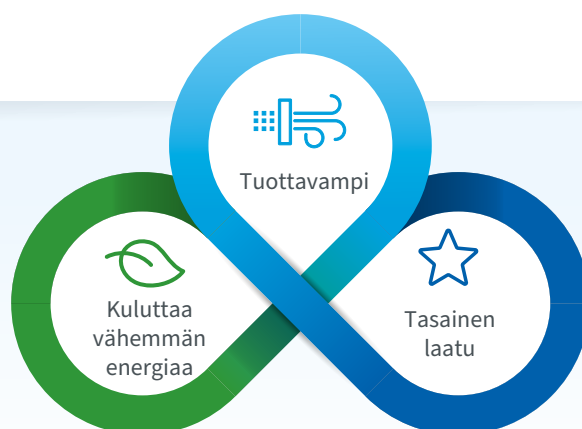 Tuottavampi
Kuluttaa
vähemmän
energiaa
Tasainen
laatu